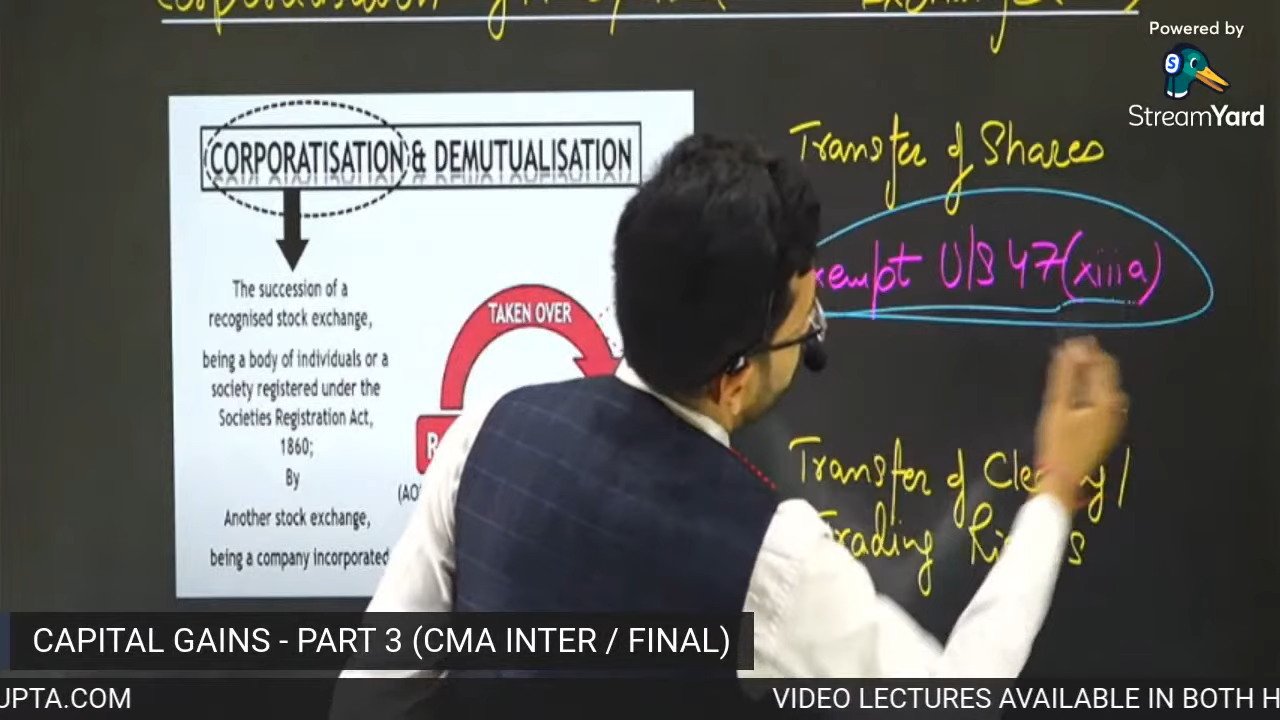 Powered by
StreamYard
CORPORATISATION & DEMUTUALISATION
The succession of a
recognised stock exchange,
being a body of individuals or a
society registered under the
Societies Registration Act,
1860;
By
Another stock exchange,
being a company incorporated
TAKEN OVER
(AO
Transfer of Shares
xempt U/S 47(xiiia)
Transfer of
Trading
CAPITAL GAINS - PART 3 (CMA INTER / FINAL)
UPTA.COM
VIDEO LECTURES AVAILABLE IN BOTH H